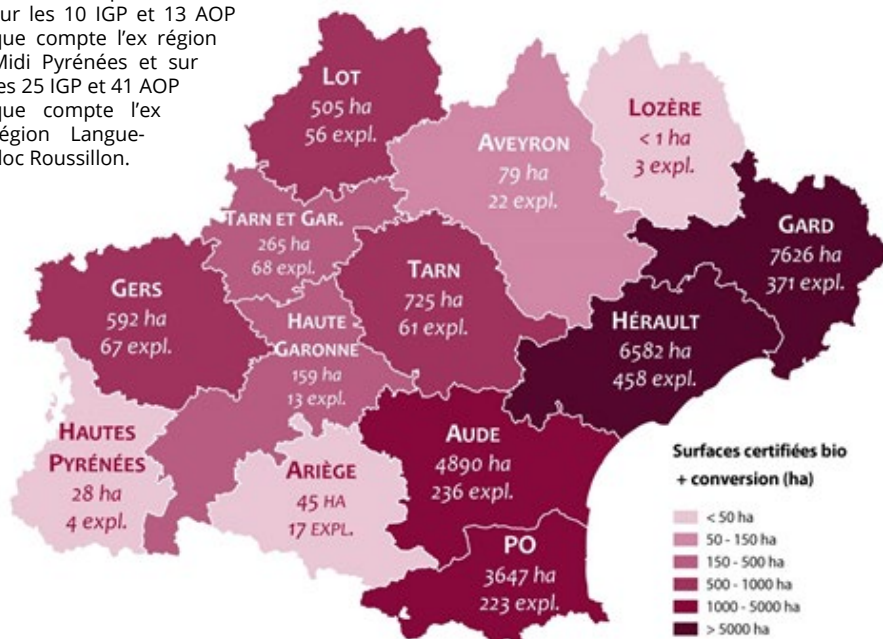 sur les 10 IGP et 13 AOP
que compte l'ex région
Midi Pyrénées et sur
les 25 IGP et 41 AOP
que compte l'ex
région Langue-
doc Roussillon.
LOT
505 ha
56 expl.
AVEYRON
79 ha
22 expl.
LOZÈRE
< 1 ha
3 expl.
TARN ET GAR.
265 ha
68 expl.
GARD
7626 ha
371 expl.
GERS
592 ha
67 expl.
TARN
725 ha
61 expl.
HAUTE
GARONNE
159 ha
13 expl.
HÉRAULT
6582 ha
458 expl.
HAUTES
PYRÉNÉES
28 ha
4 expl.
ARIÈGE
45 HA
17 EXPL.
AUDE
4890 ha
236 expl.
PO
3647 ha
223 expl.
Surfaces certifiées bio
+ conversion (ha)
< 50 ha
50 - 150 ha
150 - 500 ha
500 - 1000 ha
1000 - 5000 ha
> 5000 ha